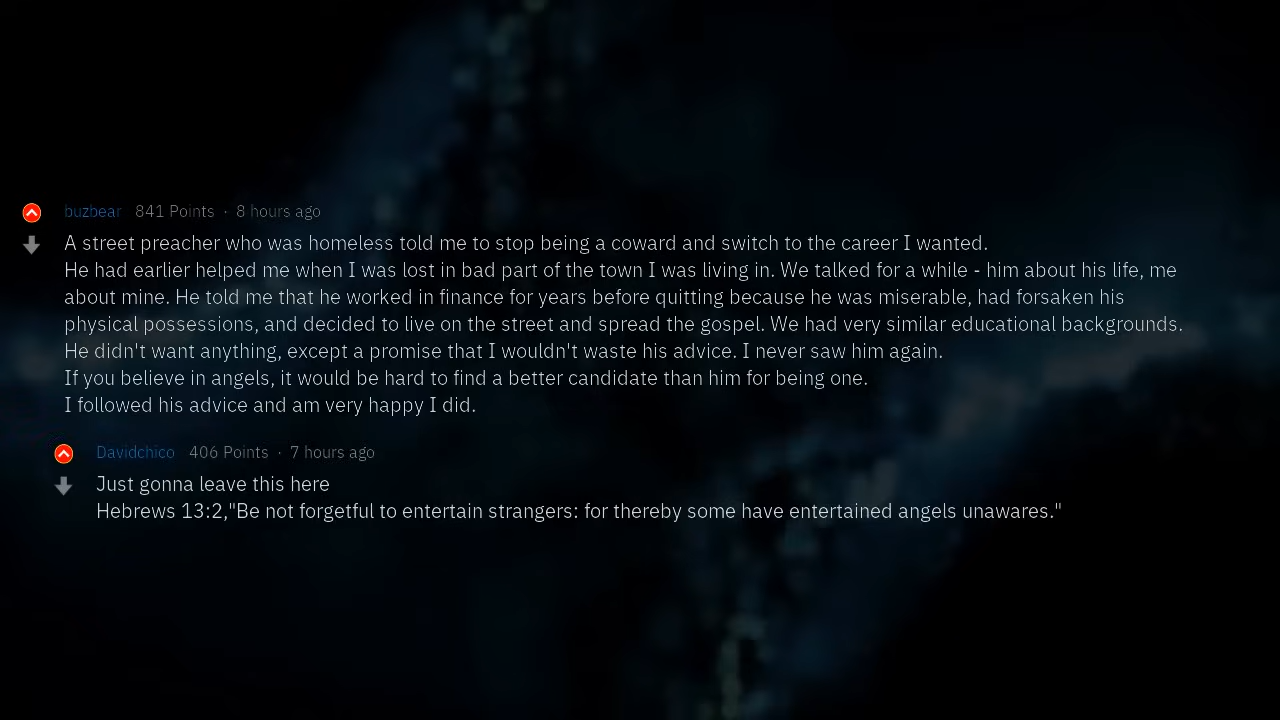 buzbear 841 Points · 8 hours ago
A street preacher who was homeless told me to stop being a coward and switch to the career I wanted.
He had earlier helped me when I was lost in bad part of the town I was living in. We talked for a while - him about his life, me
about mine. He told me that he worked in finance for years before quitting because he was miserable, had forsaken his
physical possessions, and decided to live on the street and spread the gospel. We had very similar educational backgrounds.
He didn't want anything, except a promise that I wouldn't waste his advice. I never saw him again.
If you believe in angels, it would be hard to find a better candidate than him for being one.
I followed his advice and am very happy I did.
Davidchico 406 Points · 7 hours ago
Just gonna leave this here
Hebrews 13:2,"Be not forgetful to entertain strangers: for thereby some have entertained angels unawares."